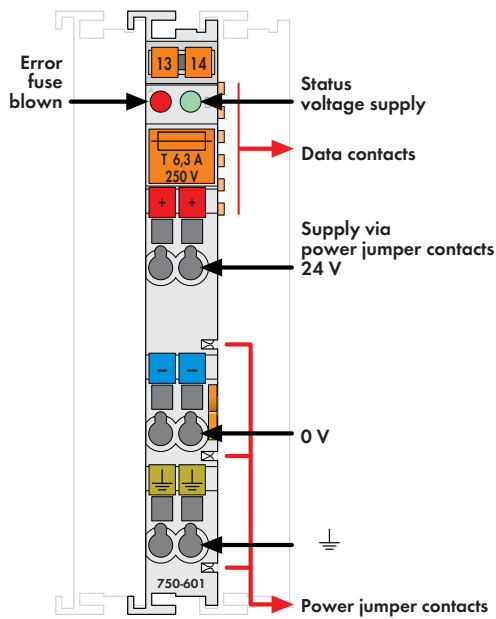 13 14
Error
fuse
blown
A
Status
voltage supply
T 6,3 A
250 V
Data contacts
+ +
Supply via
power jumper contacts
24 V
– –
0 V
750-601
Power jumper contacts